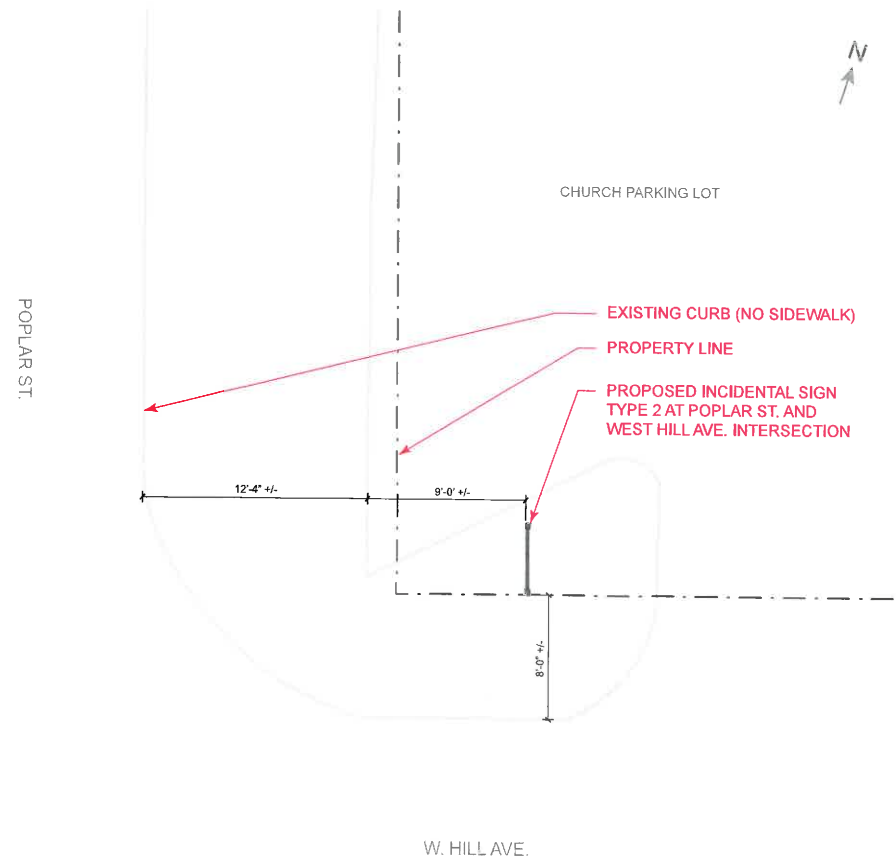 N
CHURCH PARKING LOT
POPLAR ST.
EXISTING CURB (NO SIDEWALK)
PROPERTY LINE
PROPOSED INCIDENTAL SIGN
TYPE 2 AT POPLAR ST. AND
WEST HILL AVE. INTERSECTION
12'-4" +/-
9'-0' +/-
8'-0" +/-
W. HILL AVE.